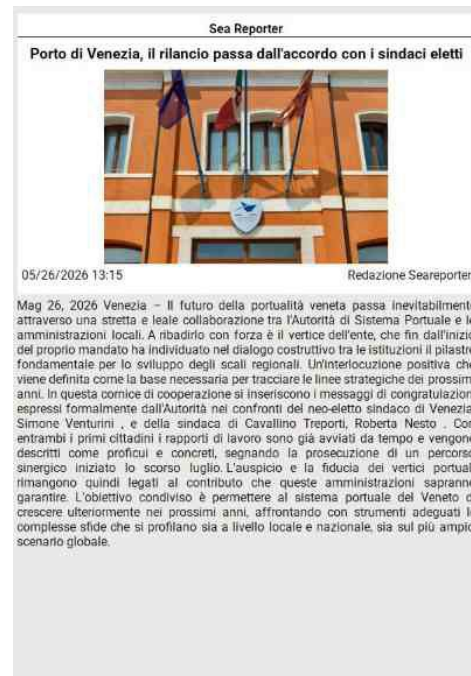 Sea Reporter
Porto di Venezia, il rilancio passa dall'accordo con i sindaci eletti
05/26/2026 13:15
Redazione Seareporter
Mag 26, 2026 Venezia – Il futuro della portualità veneta passa inevitabilment
attraverso una stretta e leale collaborazione tra l'Autorità di Sistema Portuale e l
amministrazioni locali. A ribadirlo con forza è il vertice dell'ente, che fin dall'inizi
del proprio mandato ha individuato nel dialogo costruttivo tra le istituzioni il pilastr
fondamentale per lo sviluppo degli scali regionali. Un'interlocuzione positiva ch
viene definita come la base necessaria per tracciare le linee strategiche dei prossim
anni. In questa cornice di cooperazione si inseriscono i messaggi di congratulazion
espressi formalmente dall'Autorità nei confronti del neo-eletto sindaco di Venezia
Simone Venturini , e della sindaca di Cavallino Treporti, Roberta Nesto . Con
entrambi i primi cittadini i rapporti di lavoro sono già avviati da tempo e vengono
descritti come proficui e concreti, segnando la prosecuzione di un percorso
sinergico iniziato lo scorso luglio. L'auspicio e la fiducia dei vertici portual
rimangono quindi legati al contributo che queste amministrazioni sapranno
garantire. L'obiettivo condiviso è permettere al sistema portuale del Veneto d
crescere ulteriormente nei prossimi anni, affrontando con strumenti adeguati l
complesse sfide che si profilano sia a livello locale e nazionale, sia sul più ampio
scenario globale.